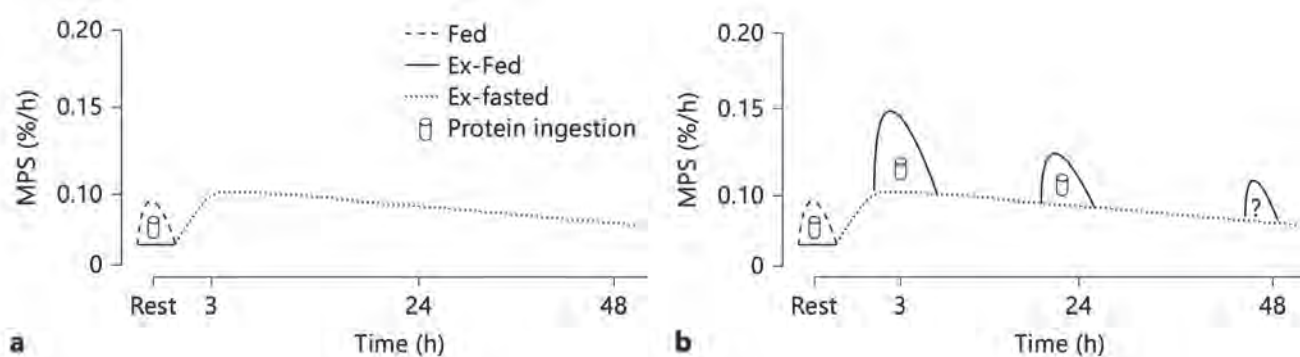 0.20
0.15
0.10
0
MPS (%/h)
Fed
Ex-Fed
Ex-fasted
Protein ingestion
Rest
3
24
48
Time (h)
a
0.20
0.15
0.10
0
MPS (%/h)
?
Rest
3
24
48
Time (h)
b